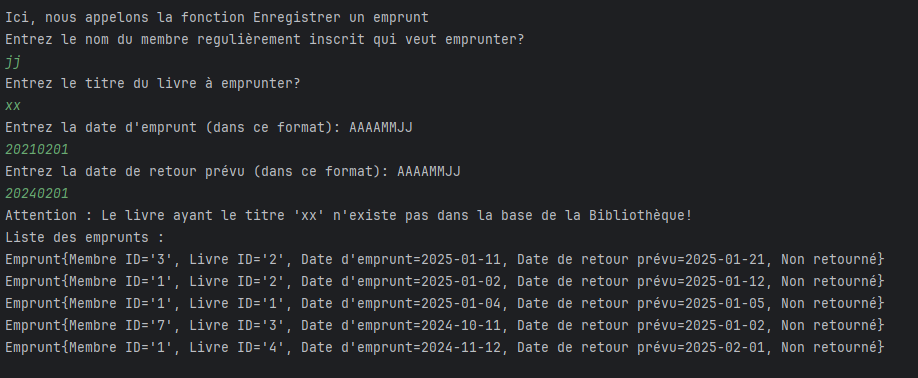 Ici, nous appelons la fonction Enregistrer un emprunt
Entrez le nom du membre regulièrement inscrit qui veut emprunter?
jj
Entrez le titre du livre à emprunter?
xx
Entrez la date d'emprunt (dans ce format): AAAAMMJJ
20210201
Entrez la date de retour prévu (dans ce format): AAAAMMJJ
20240201
Attention : Le livre ayant le titre 'xx' n'existe pas dans la base de la Bibliothèque!
Liste des emprunts :
Emprunt{Membre ID='3', Livre ID='2', Date d'emprunt=2025-01-11, Date de retour prévu=2025-01-21, Non retourné}
Emprunt{Membre ID='1', Livre ID='2', Date d'emprunt=2025-01-02, Date de retour prévu=2025-01-12, Non retourné}
Emprunt{Membre ID='1', Livre ID='1', Date d'emprunt=2025-01-04, Date de retour prévu=2025-01-05, Non retourné}
Emprunt{Membre ID='7', Livre ID='3', Date d'emprunt=2024-10-11, Date de retour prévu=2025-01-02, Non retourné}
Emprunt{Membre ID='1', Livre ID='4', Date d'emprunt=2024-11-12, Date de retour prévu=2025-02-01, Non retourné}